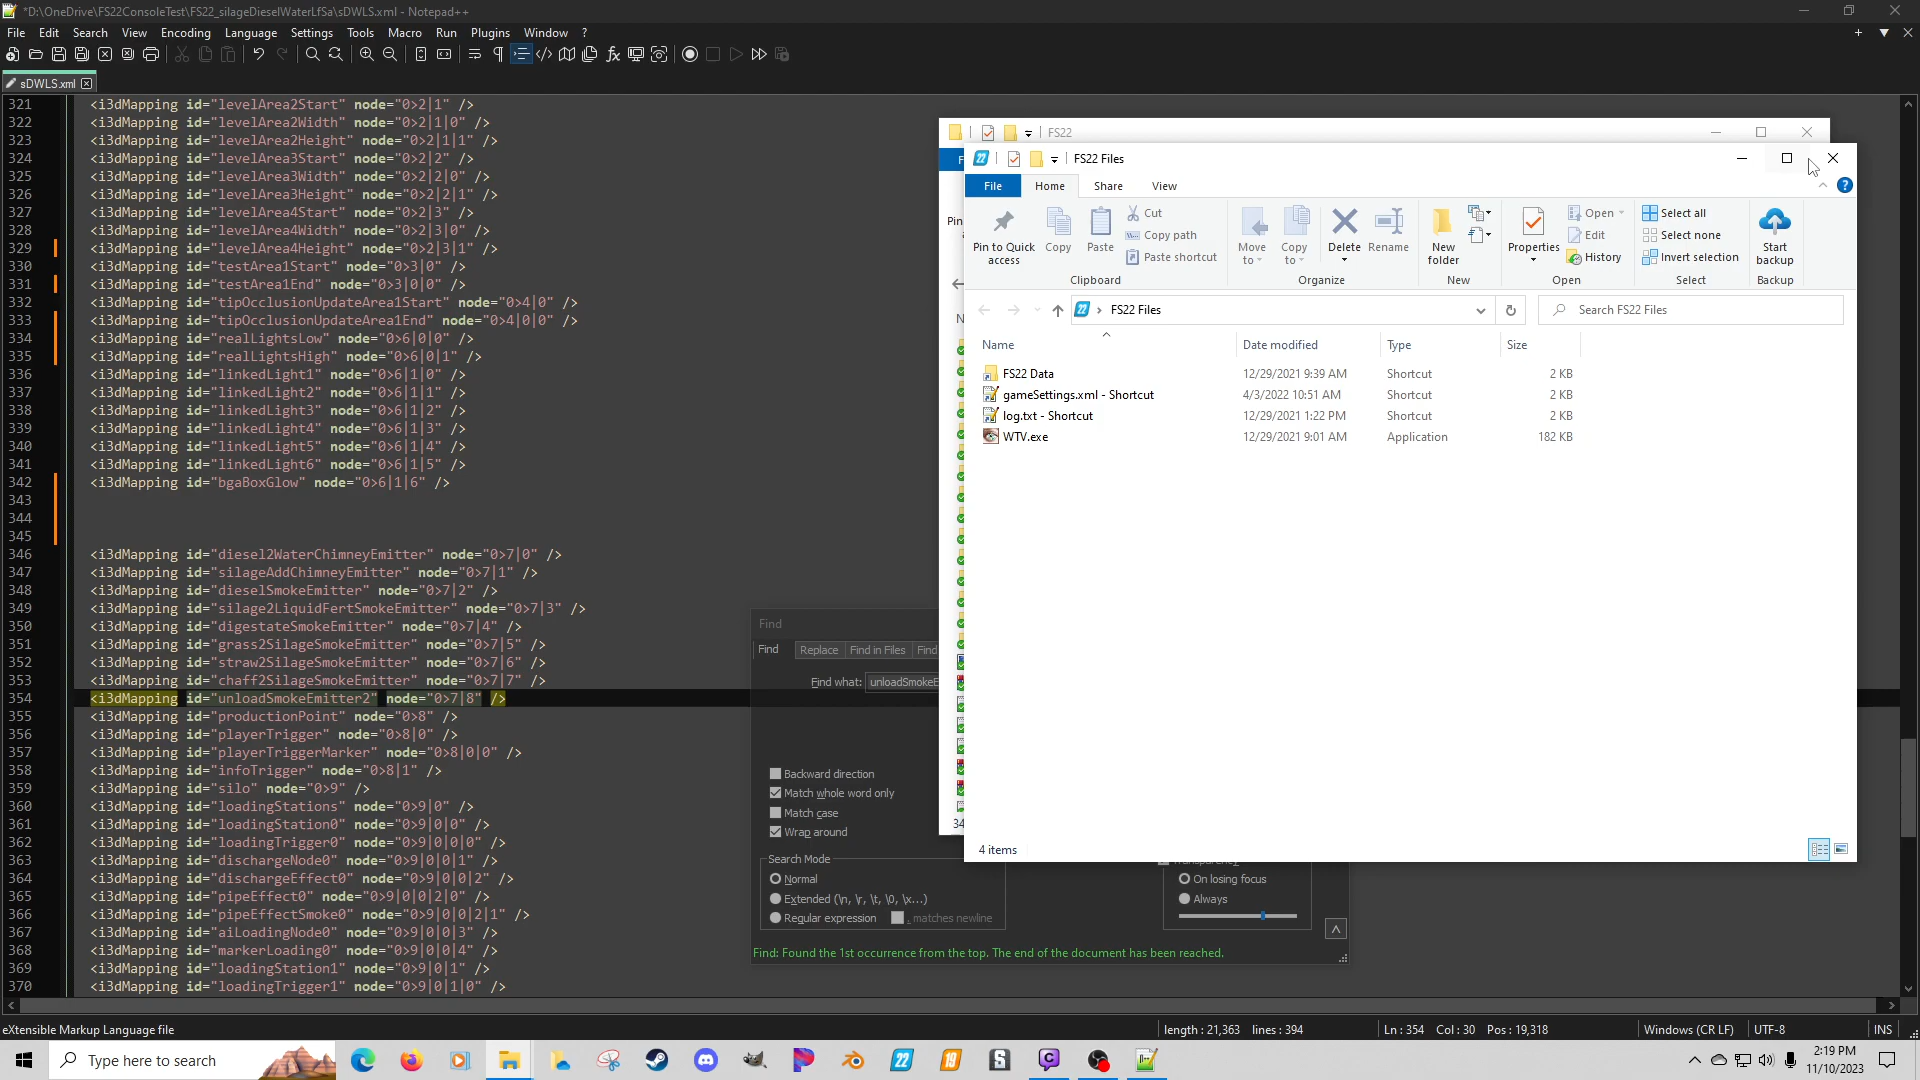 *D:\OneDrive\FS22ConsoleTest\FS22_silageDieselWaterLfSa\sDWLS.xml - Notepad++
File Edit Search View Encoding Language Settings Tools Macro Run Plugins Window ?
sDWLS.xml
321 <i3dMapping id="levelArea2Start" node="0>2|1" />
322 <i3dMapping id="levelArea2Width" node="0>2|1|0" />
323 <i3dMapping id="levelArea2Height" node="0>2|1|1" />
324 <i3dMapping id="levelArea3Start" node="0>2|2" />
325 <i3dMapping id="levelArea3Width" node="0>2|2|0" />
326 <i3dMapping id="levelArea3Height" node="0>2|2|1" />
327 <i3dMapping id="levelArea4Start" node="0>2|3" />
328 <i3dMapping id="levelArea4Width" node="0>2|3|0" />
329 <i3dMapping id="levelArea4Height" node="0>2|3|1" />
330 <i3dMapping id="testArea1Start" node="0>3|0" />
331 <i3dMapping id="testArea1End" node="0>3|0|0" />
332 <i3dMapping id="tipOcclusionUpdateArea1Start" node="0>4|0" />
333 <i3dMapping id="tipOcclusionUpdateArea1End" node="0>4|0|0" />
334 <i3dMapping id="realLightsLow" node="0>6|0|0" />
335 <i3dMapping id="realLightsHigh" node="0>6|0|1" />
336 <i3dMapping id="linkedLight1" node="0>6|1|0" />
337 <i3dMapping id="linkedLight2" node="0>6|1|1" />
338 <i3dMapping id="linkedLight3" node="0>6|1|2" />
339 <i3dMapping id="linkedLight4" node="0>6|1|3" />
340 <i3dMapping id="linkedLight5" node="0>6|1|4" />
341 <i3dMapping id="linkedLight6" node="0>6|1|5" />
342 <i3dMapping id="bgaBoxGlow" node="0>6|1|6" />
343
344
345
346 <i3dMapping id="diesel2WaterChimneyEmitter" node="0>7|0" />
347 <i3dMapping id="silageAddChimneyEmitter" node="0>7|1" />
348 <i3dMapping id="dieselSmokeEmitter" node="0>7|2" />
349 <i3dMapping id="silage2LiquidFertSmokeEmitter" node="0>7|3" />
350 <i3dMapping id="digestateSmokeEmitter" node="0>7|4" />
351 <i3dMapping id="grass2SilageSmokeEmitter" node="0>7|5" />
352 <i3dMapping id="straw2SilageSmokeEmitter" node="0>7|6" />
353 <i3dMapping id="chaff2SilageSmokeEmitter" node="0>7|7" />
354 <i3dMapping id="unloadSmokeEmitter2" node="0>7|8" />
355 <i3dMapping id="productionPoint" node="0>8" />
356 <i3dMapping id="playerTrigger" node="0>8|0" />
357 <i3dMapping id="playerTriggerMarker" node="0>8|0|0" />
358 <i3dMapping id="infoTrigger" node="0>8|1" />
359 <i3dMapping id="silo" node="0>9" />
360 <i3dMapping id="loadingStations" node="0>9|0" />
361 <i3dMapping id="loadingStation0" node="0>9|0|0" />
362 <i3dMapping id="loadingTrigger0" node="0>9|0|0|0" />
363 <i3dMapping id="dischargeNode0" node="0>9|0|0|1" />
364 <i3dMapping id="dischargeEffect0" node="0>9|0|0|2" />
365 <i3dMapping id="pipeEffect0" node="0>9|0|0|2|0" />
366 <i3dMapping id="pipeEffectSmoke0" node="0>9|0|0|2|1" />
367 <i3dMapping id="aiLoadingNode0" node="0>9|0|0|3" />
368 <i3dMapping id="markerLoading0" node="0>9|0|0|4" />
369 <i3dMapping id="loadingStation1" node="0>9|0|1" />
370 <i3dMapping id="loadingTrigger1" node="0>9|0|1|0" />
Find
Find Replace Find in Files Find
Find what: unloadSmokeE
Backward direction
Match whole word only
Match case
Wrap around
Search Mode
Normal
Extended (\n, \r, \t, \0, \x...)
Regular expression . matches newline
Transparency
On losing focus
Always
Find: Found the 1st occurrence from the top. The end of the document has been reached.
FS22
F
Pin
N
34
FS22 Files
File Home Share View
Pin to Quick access
Copy
Paste
Cut
Copy path
Paste shortcut
Clipboard
Move to
Copy to
Delete
Rename
Organize
New folder
New
Properties
Open
Edit
History
Open
Select all
Select none
Invert selection
Select
Start backup
Backup
FS22 Files
Search FS22 Files
Name Date modified Type Size
FS22 Data 12/29/2021 9:39 AM Shortcut 2 KB
gameSettings.xml - Shortcut 4/3/2022 10:51 AM Shortcut 2 KB
log.txt - Shortcut 12/29/2021 1:22 PM Shortcut 2 KB
WTV.exe 12/29/2021 9:01 AM Application 182 KB
4 items
eXtensible Markup Language file length : 21,363 lines : 394 Ln : 354 Col : 30 Pos : 19,318 Windows (CR LF) UTF-8 INS
Type here to search
22
19
S
2:19 PM
11/10/2023